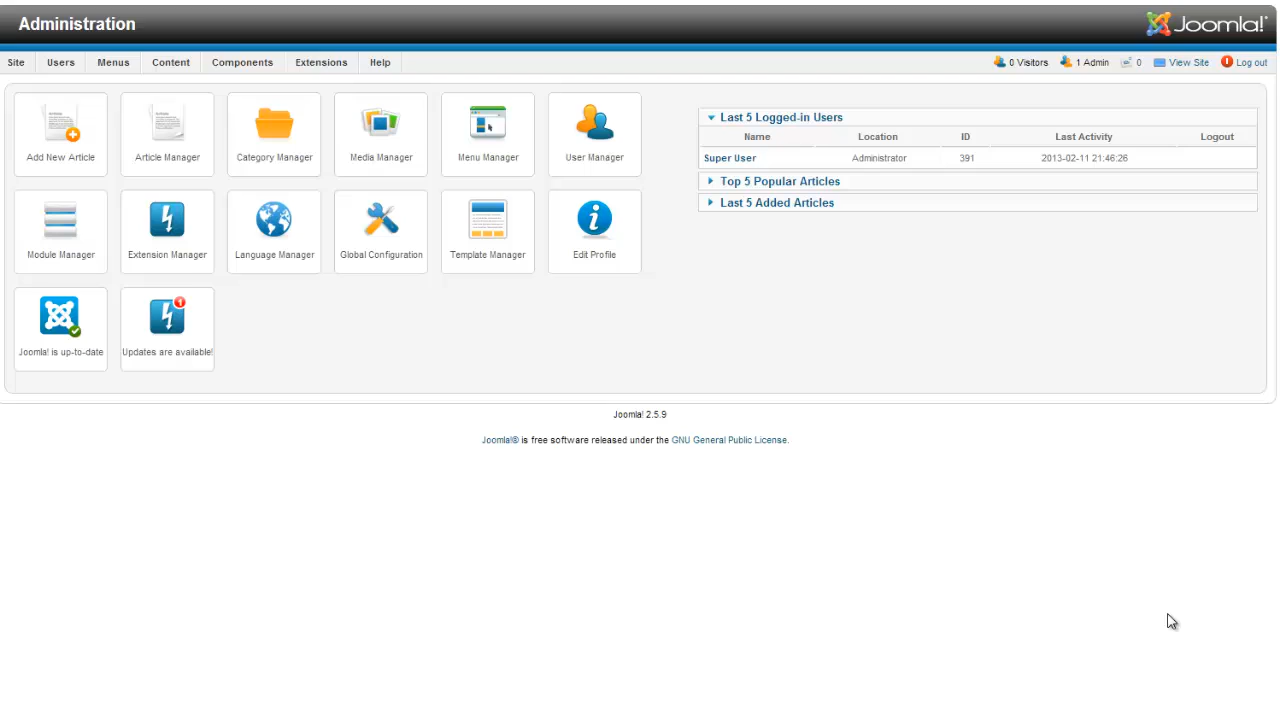 Administration
Joomla!®
Site Users Menus Content Components Extensions Help
0 Visitors 1 Admin 0 View Site Log out
Add New Article
Article Manager
Category Manager
Media Manager
Menu Manager
User Manager
Module Manager
Extension Manager
Language Manager
Global Configuration
Template Manager
Edit Profile
Joomla! is up-to-date
1
Updates are available!
Last 5 Logged-in Users
Name Location ID Last Activity Logout
Super User Administrator 391 2013-02-11 21:46:26
Top 5 Popular Articles
Last 5 Added Articles
Joomla! 2.5.9
Joomla!® is free software released under the GNU General Public License.